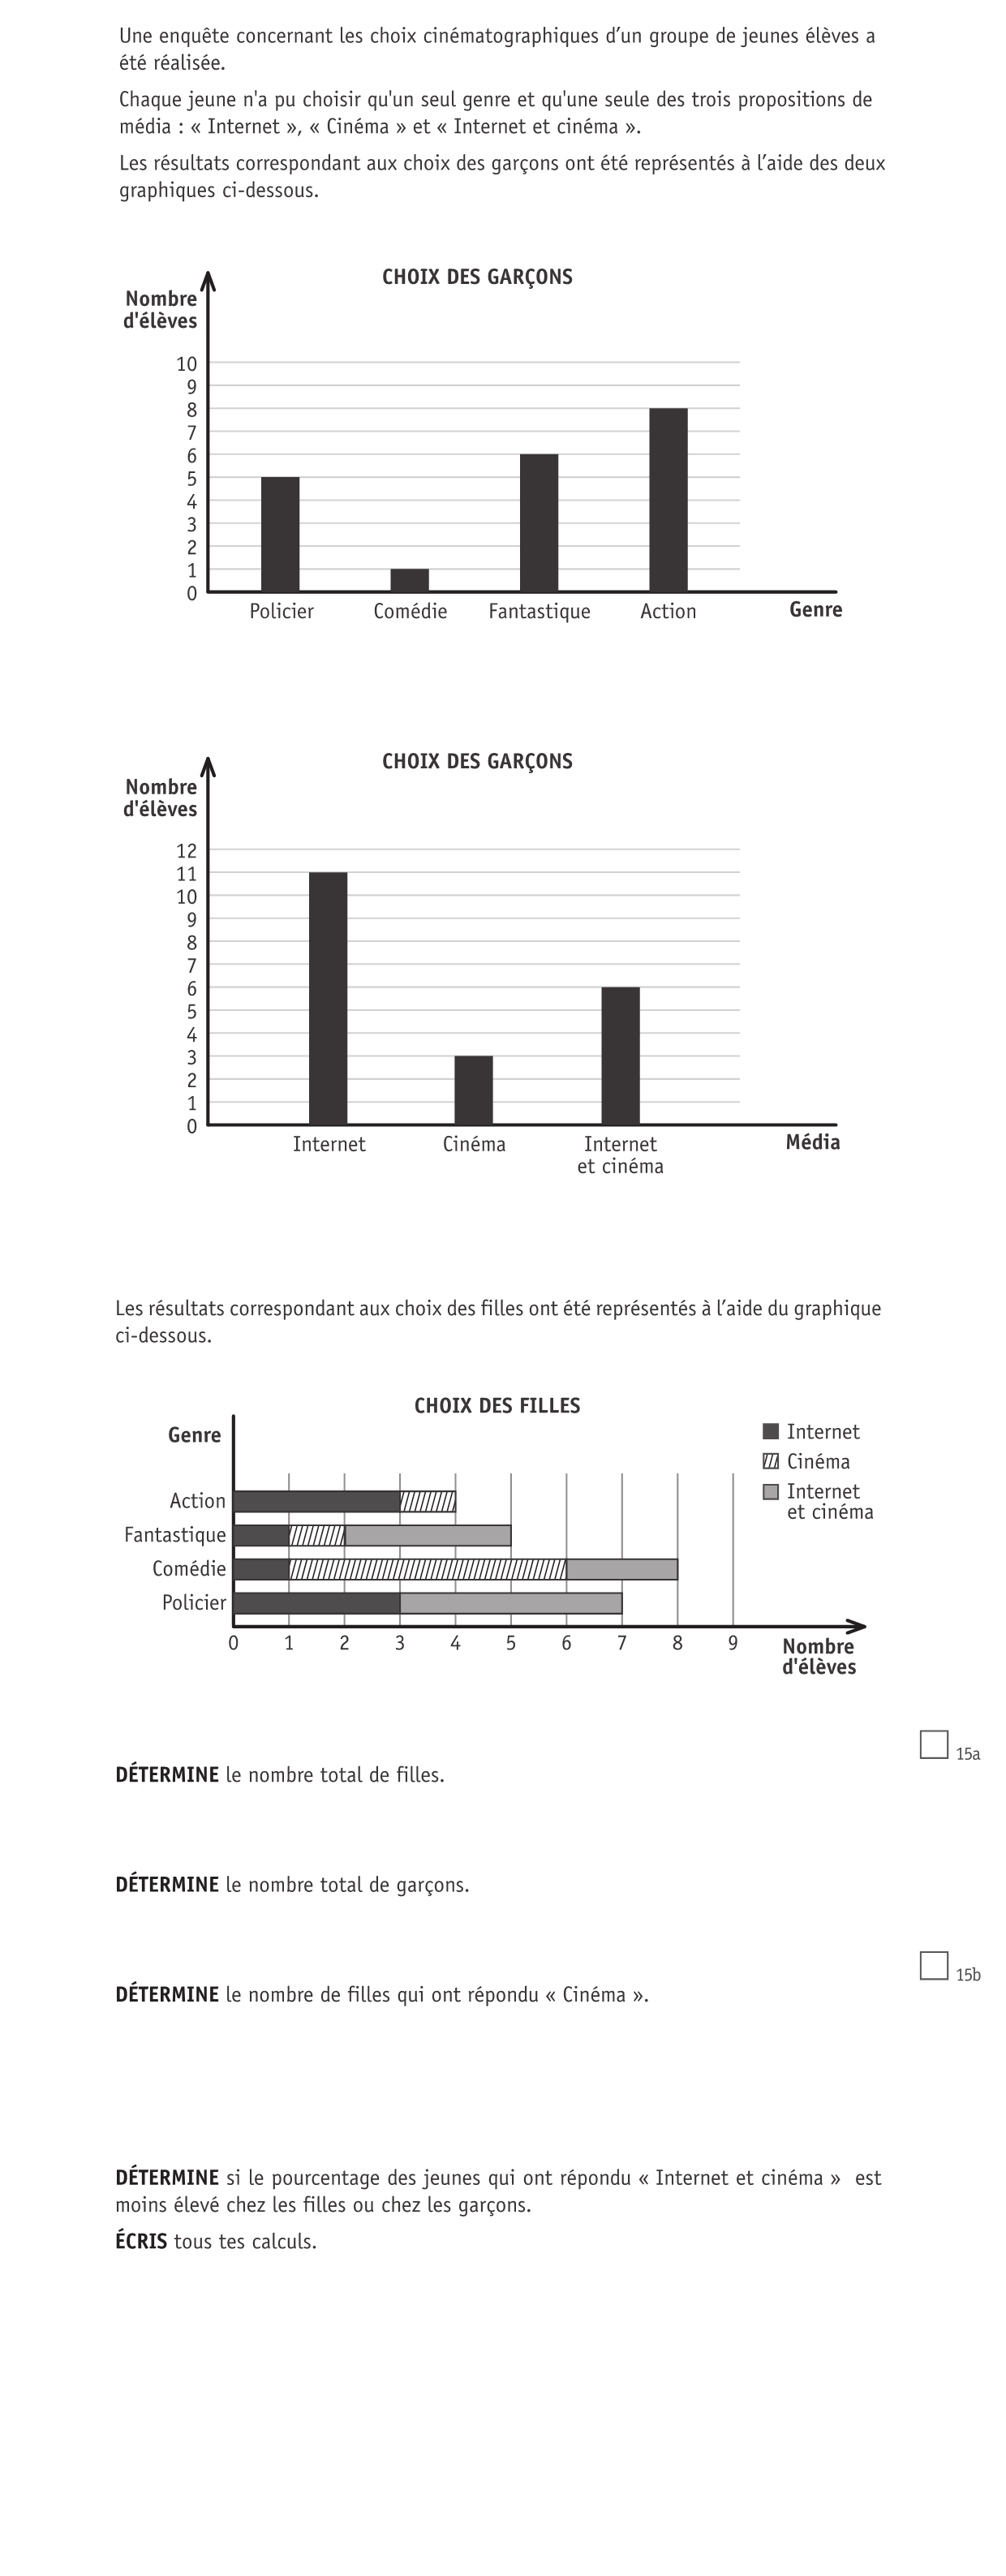 Une enquête concernant les choix cinématographiques d’un groupe de jeunes élèves a
été réalisée.
Chaque jeune n'a pu choisir qu'un seul genre et qu'une seule des trois propositions de
média : « Internet », « Cinéma » et « Internet et cinéma ».
Les résultats correspondant aux choix des garçons ont été représentés à l’aide des deux
graphiques ci-dessous.
CHOIX DES GARÇONS
Nombre
d'élèves
10
9
8
7
6
5
4
3
2
1
0
Policier Comédie Fantastique Action Genre
CHOIX DES GARÇONS
Nombre
d'élèves
12
11
10
9
8
7
6
5
4
3
2
1
0
Internet Cinéma Internet
et cinéma
Média
Les résultats correspondant aux choix des filles ont été représentés à l’aide du graphique
ci-dessous.
CHOIX DES FILLES
Genre
Internet
Cinéma
Internet
et cinéma
Action
Fantastique
Comédie
Policier
0 1 2 3 4 5 6 7 8 9
Nombre
d'élèves
15a
DÉTERMINE le nombre total de filles.
DÉTERMINE le nombre total de garçons.
15b
DÉTERMINE le nombre de filles qui ont répondu « Cinéma ».
DÉTERMINE si le pourcentage des jeunes qui ont répondu « Internet et cinéma » est
moins élevé chez les filles ou chez les garçons.
ÉCRIS tous tes calculs.